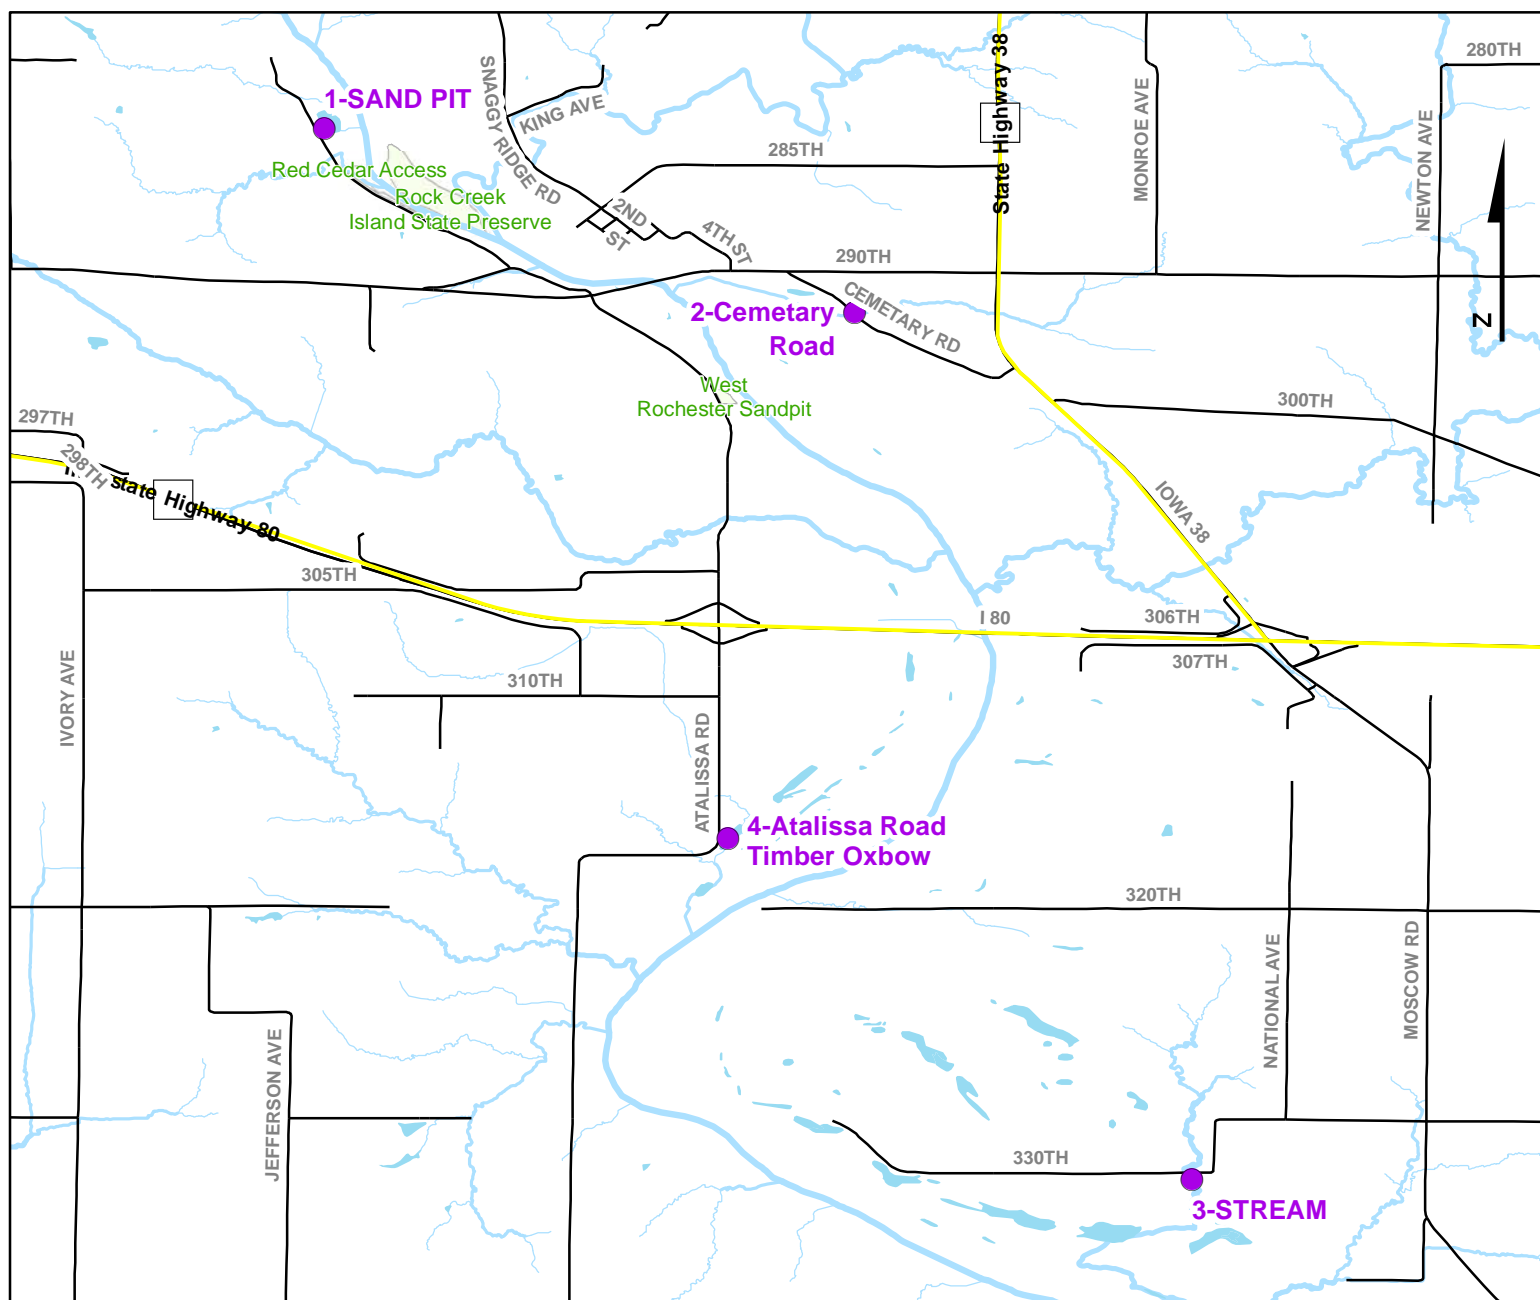 280TH
1-SAND PIT
SNAGGY RIDGE RD
KING AVE
State Highway 38
MONROE AVE
NEWTON AVE
285TH
Red Cedar Access
Rock Creek
Island State Preserve
2ND
ST
4TH ST
290TH
CEMETARY RD
2-Cemetary
Road
N
West
Rochester Sandpit
300TH
297TH
298TH
state Highway 80
IOWA 38
305TH
I 80
306TH
307TH
310TH
IVORY AVE
ATALISSA RD
4-Atalissa Road
Timber Oxbow
320TH
NATIONAL AVE
MOSCOW RD
JEFFERSON AVE
330TH
3-STREAM